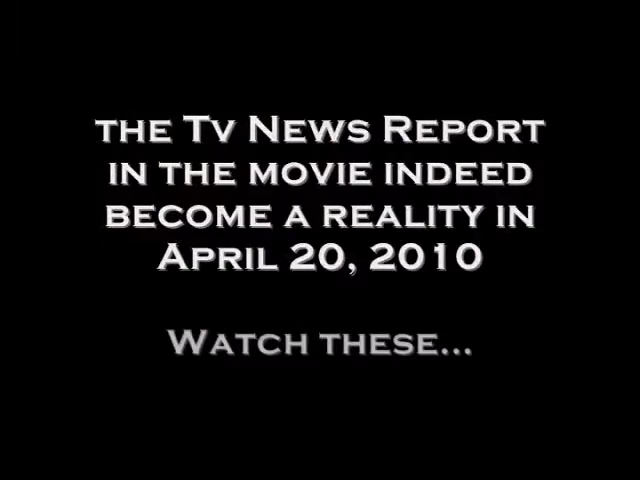 the Tv News Report
in the movie indeed
become a reality in
April 20, 2010
Watch these...